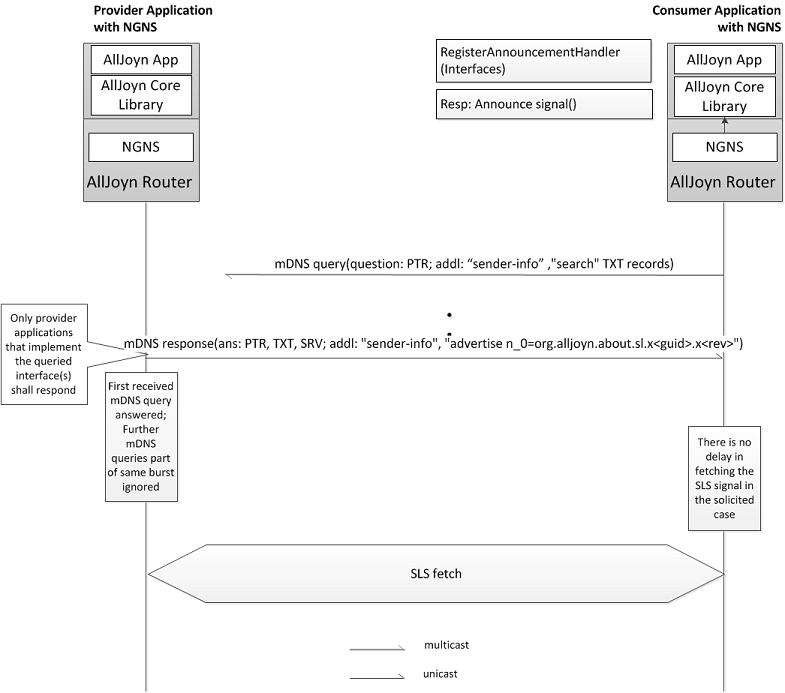 Provider Application
with NGNS
Consumer Application
with NGNS
AllJoyn App
AllJoyn Core
Library
NGNS
AllJoyn Router
RegisterAnnouncementHandler
(Interfaces)
Resp: Announce signal()
AllJoyn App
AllJoyn Core
Library
NGNS
AllJoyn Router
mDNS query(question: PTR; addl: “sender-info” ,"search" TXT records)
Only provider
applications
that implement
the queried
interface(s)
shall respond
mDNS response(ans: PTR, TXT, SRV; addl: "sender-info", "advertise n_0=org.alljoyn.about.sl.x<guid>.x<rev>")
First received
mDNS query
answered;
Further
mDNS
queries part
of same burst
ignored
There is no
delay in
fetching the
SLS signal in
the solicited
case
SLS fetch
multicast
unicast